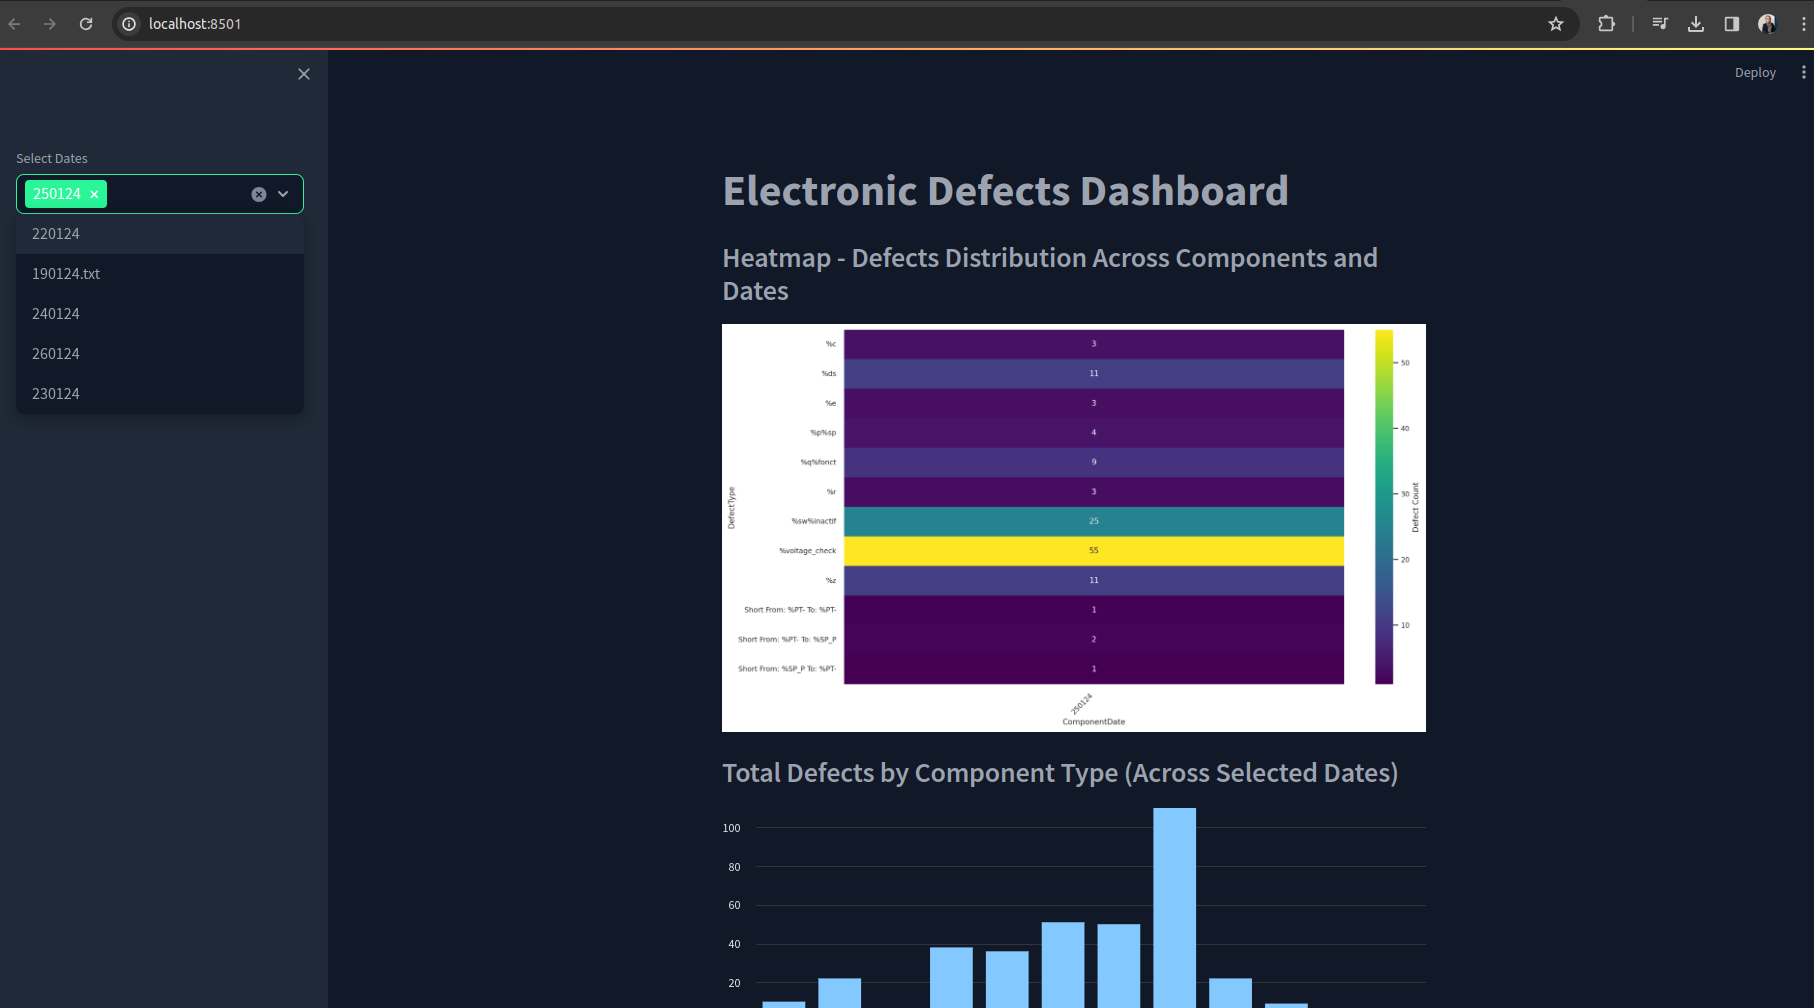 localhost:8501
Deploy
Select Dates
250124
220124
190124.txt
240124
260124
230124
Electronic Defects Dashboard
Heatmap - Defects Distribution Across Components and
Dates
%c 3
%ds 11
%e 3
%p%sp 4
%q%fonct 9
%r 3
%sw%inactif 25
%voltage_check 55
%z 11
Short From: %PT- To: %PT- 1
Short From: %PT- To: %SP_P 2
Short From: %SP_P To: %PT- 1
DefectType
250124
ComponentDate
50
40
30
20
10
Defect Count
Total Defects by Component Type (Across Selected Dates)
100
80
60
40
20